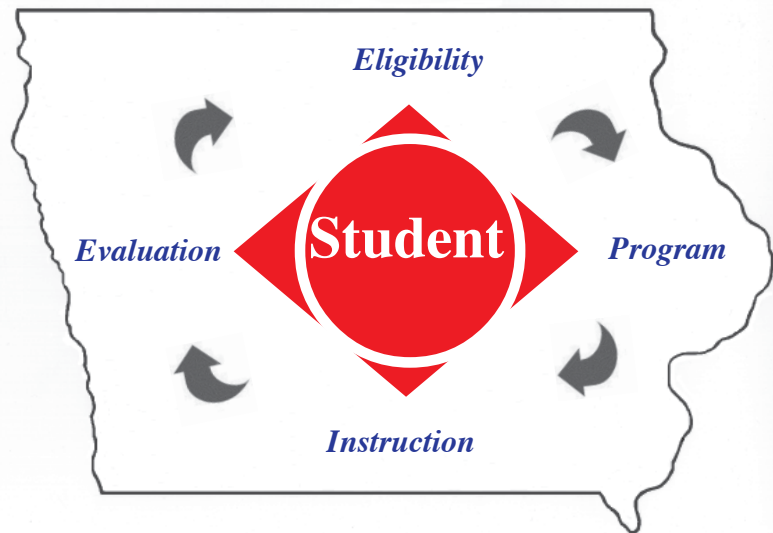 Eligibility
Student
Evaluation
Program
Instruction